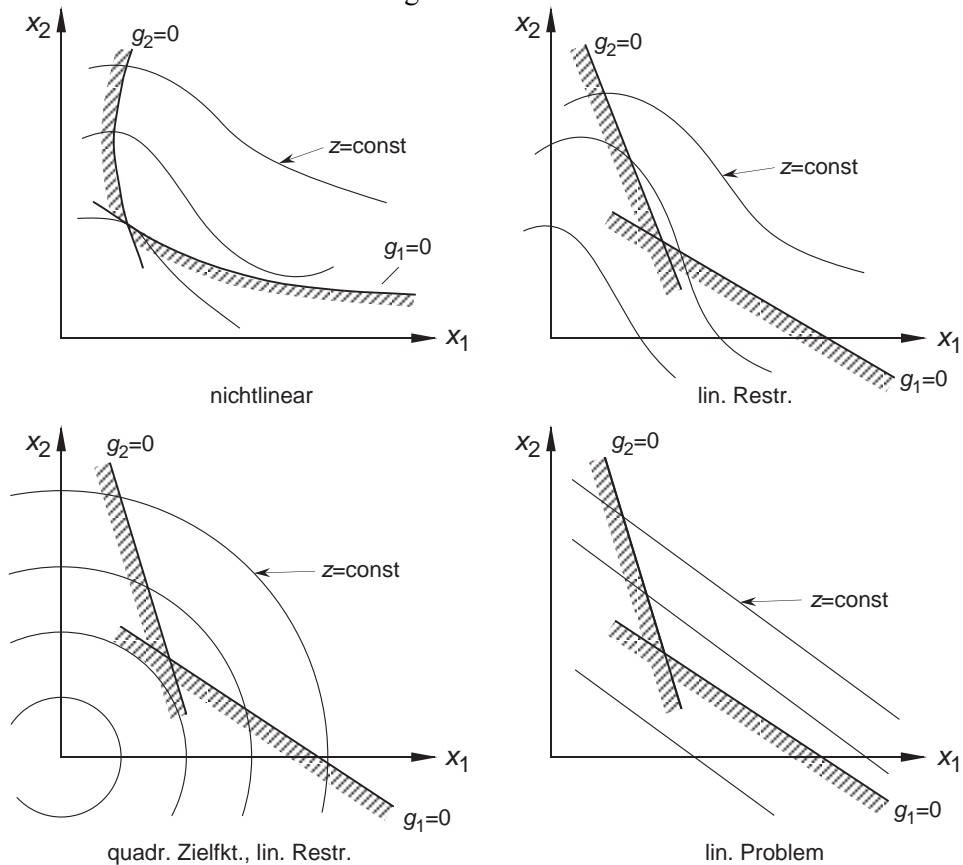 x2
g2=0
z=const
g1=0
x1
nichtlinear
x2
g2=0
z=const
x1
g1=0
lin. Restr.
x2
g2=0
z=const
x1
g1=0
quadr. Zielfkt., lin. Restr.
x2
g2=0
z=const
x1
g1=0
lin. Problem